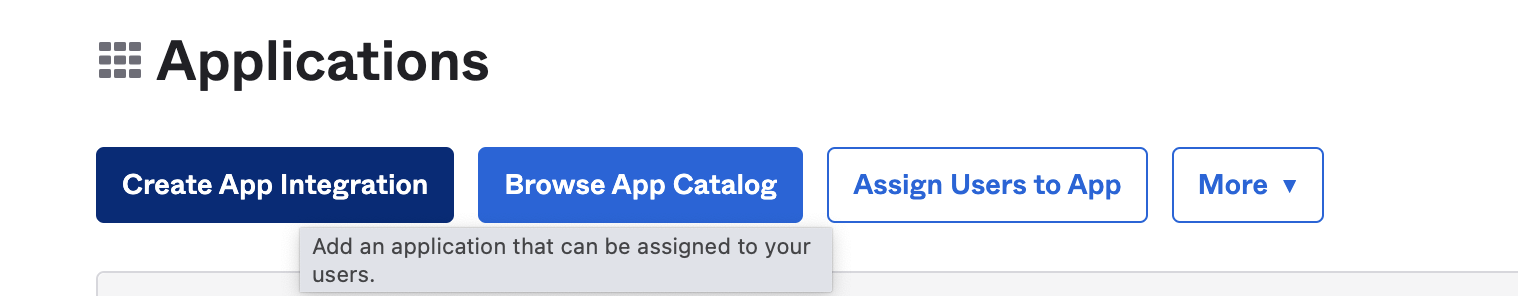 Applications
Create App Integration
Browse App Catalog
Assign Users to App
More ▼
Add an application that can be assigned to your
users.